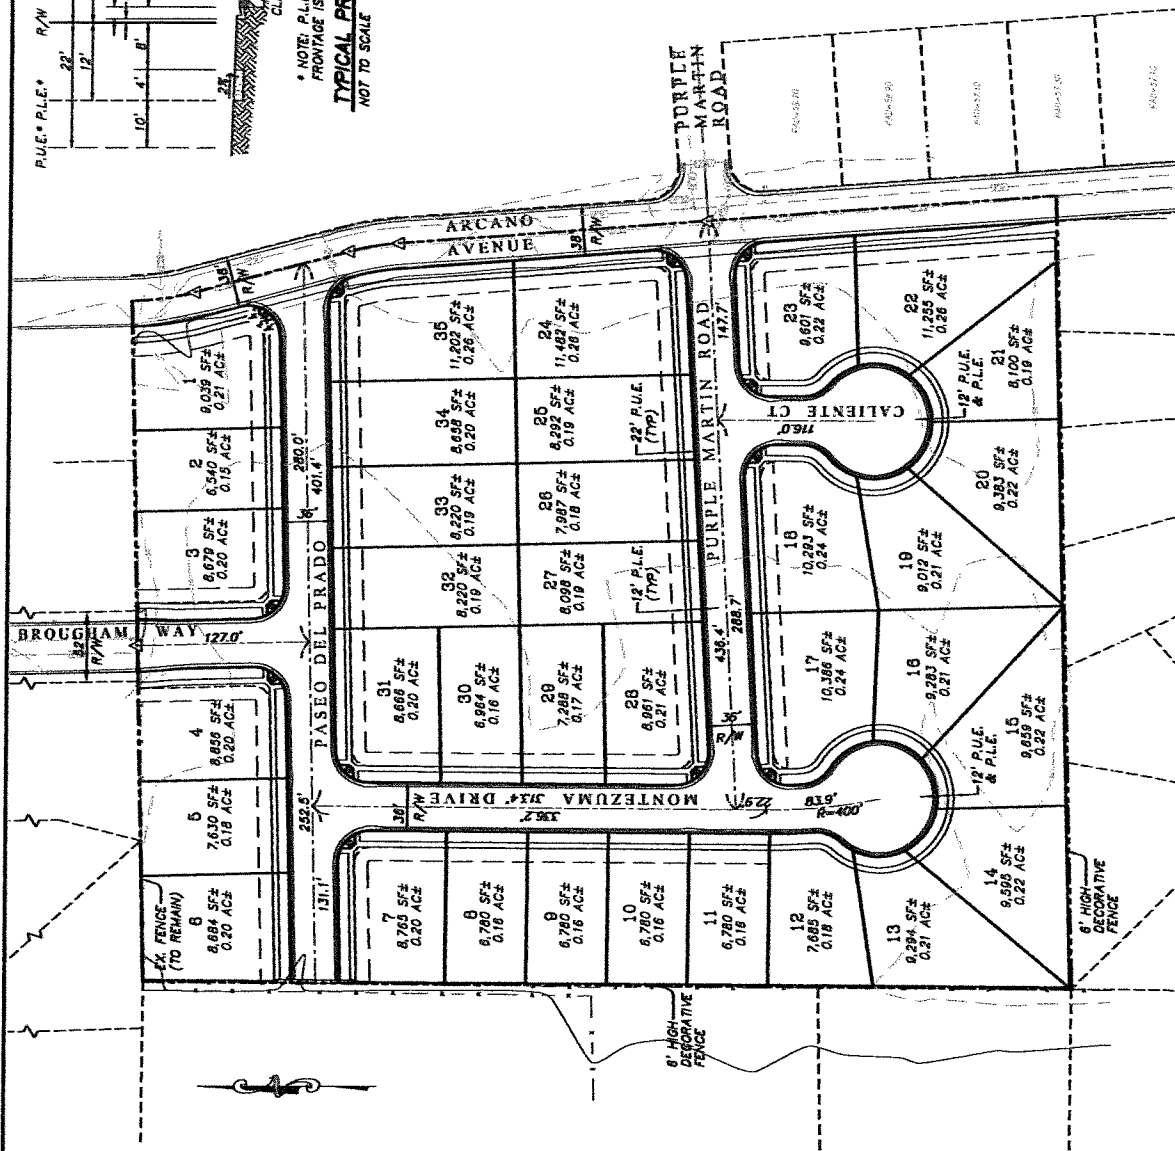 P.U.E.* P.L.E.*
R/W
22'
12'
10'
4'
8'
2%
* NOTE: P.L.
FRONTAGE IS
TYPICAL PR
NOT TO SCALE
PURPLE
MARTIN
ROAD
ARCANO
AVENUE
38'
R/W
38'
R/W
BROUGHAM WAY
R/W
127.0'
PASEO DEL PRADO
280.0'
401.4'
36'
252.5'
131.1'
EX. FENCE
(TO REMAIN)
1
9,039 SF±
0.21 AC±
2
6,540 SF±
0.15 AC±
3
8,679 SF±
0.20 AC±
4
8,856 SF±
0.20 AC±
5
7,630 SF±
0.18 AC±
6
8,684 SF±
0.20 AC±
7
8,765 SF±
0.20 AC±
8
6,780 SF±
0.16 AC±
9
6,780 SF±
0.16 AC±
10
6,780 SF±
0.16 AC±
11
6,780 SF±
0.16 AC±
12
7,685 SF±
0.18 AC±
13
9,294 SF±
0.21 AC±
14
9,595 SF±
0.22 AC±
15
9,659 SF±
0.22 AC±
16
9,283 SF±
0.21 AC±
17
10,386 SF±
0.24 AC±
18
10,293 SF±
0.24 AC±
19
9,012 SF±
0.21 AC±
20
9,383 SF±
0.22 AC±
21
8,100 SF±
0.19 AC±
22
11,255 SF±
0.26 AC±
23
9,601 SF±
0.22 AC±
24
11,482 SF±
0.26 AC±
25
8,292 SF±
0.19 AC±
26
7,987 SF±
0.18 AC±
27
8,098 SF±
0.19 AC±
28
8,961 SF±
0.21 AC±
29
7,288 SF±
0.17 AC±
30
6,964 SF±
0.16 AC±
31
8,666 SF±
0.20 AC±
32
8,220 SF±
0.19 AC±
33
8,220 SF±
0.19 AC±
34
8,658 SF±
0.20 AC±
35
11,202 SF±
0.26 AC±
22' P.U.E.
(TYP)
12' P.L.E.
(TYP)
PURPLE MARTIN ROAD
147.7'
288.7'
436.4'
36'
R/W
CALIENTE CT
116.0'
12' P.U.E.
& P.L.E.
12' P.U.E.
& P.L.E.
MONTEZUMA DRIVE
313.4'
336.2'
36'
R/W
22.9'
83.6'
6' HIGH
DECORATIVE
FENCE
6' HIGH
DECORATIVE
FENCE